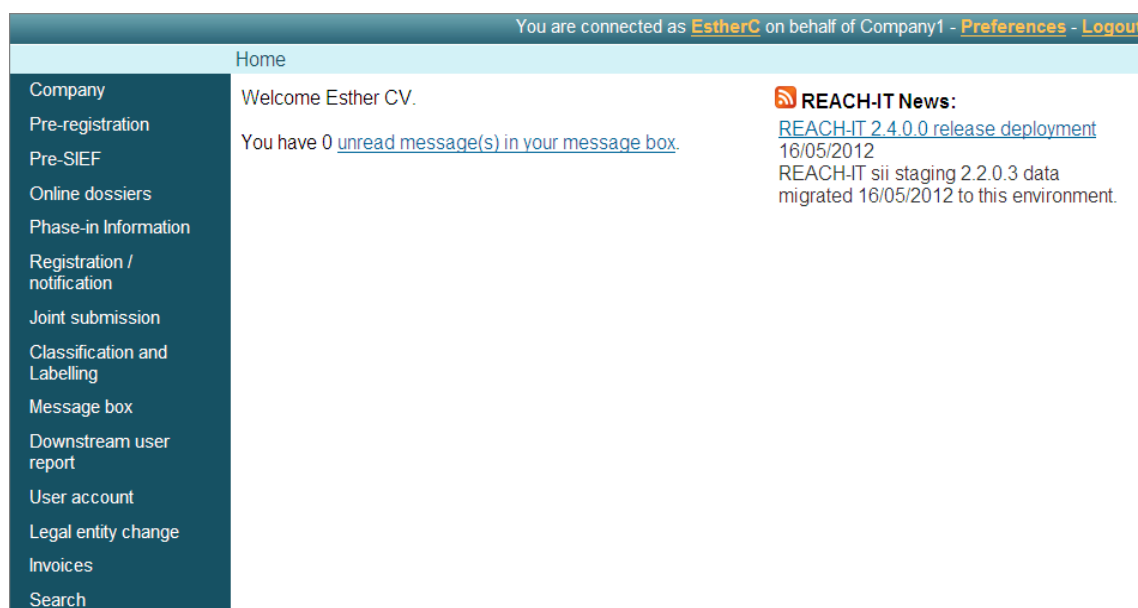 You are connected as EstherC on behalf of Company1 - Preferences - Logout
Home
Company
Pre-registration
Pre-SIEF
Online dossiers
Phase-in Information
Registration /
notification
Joint submission
Classification and
Labelling
Message box
Downstream user
report
User account
Legal entity change
Invoices
Search
Welcome Esther CV.
You have 0 unread message(s) in your message box.
REACH-IT News:
REACH-IT 2.4.0.0 release deployment
16/05/2012
REACH-IT sii staging 2.2.0.3 data
migrated 16/05/2012 to this environment.